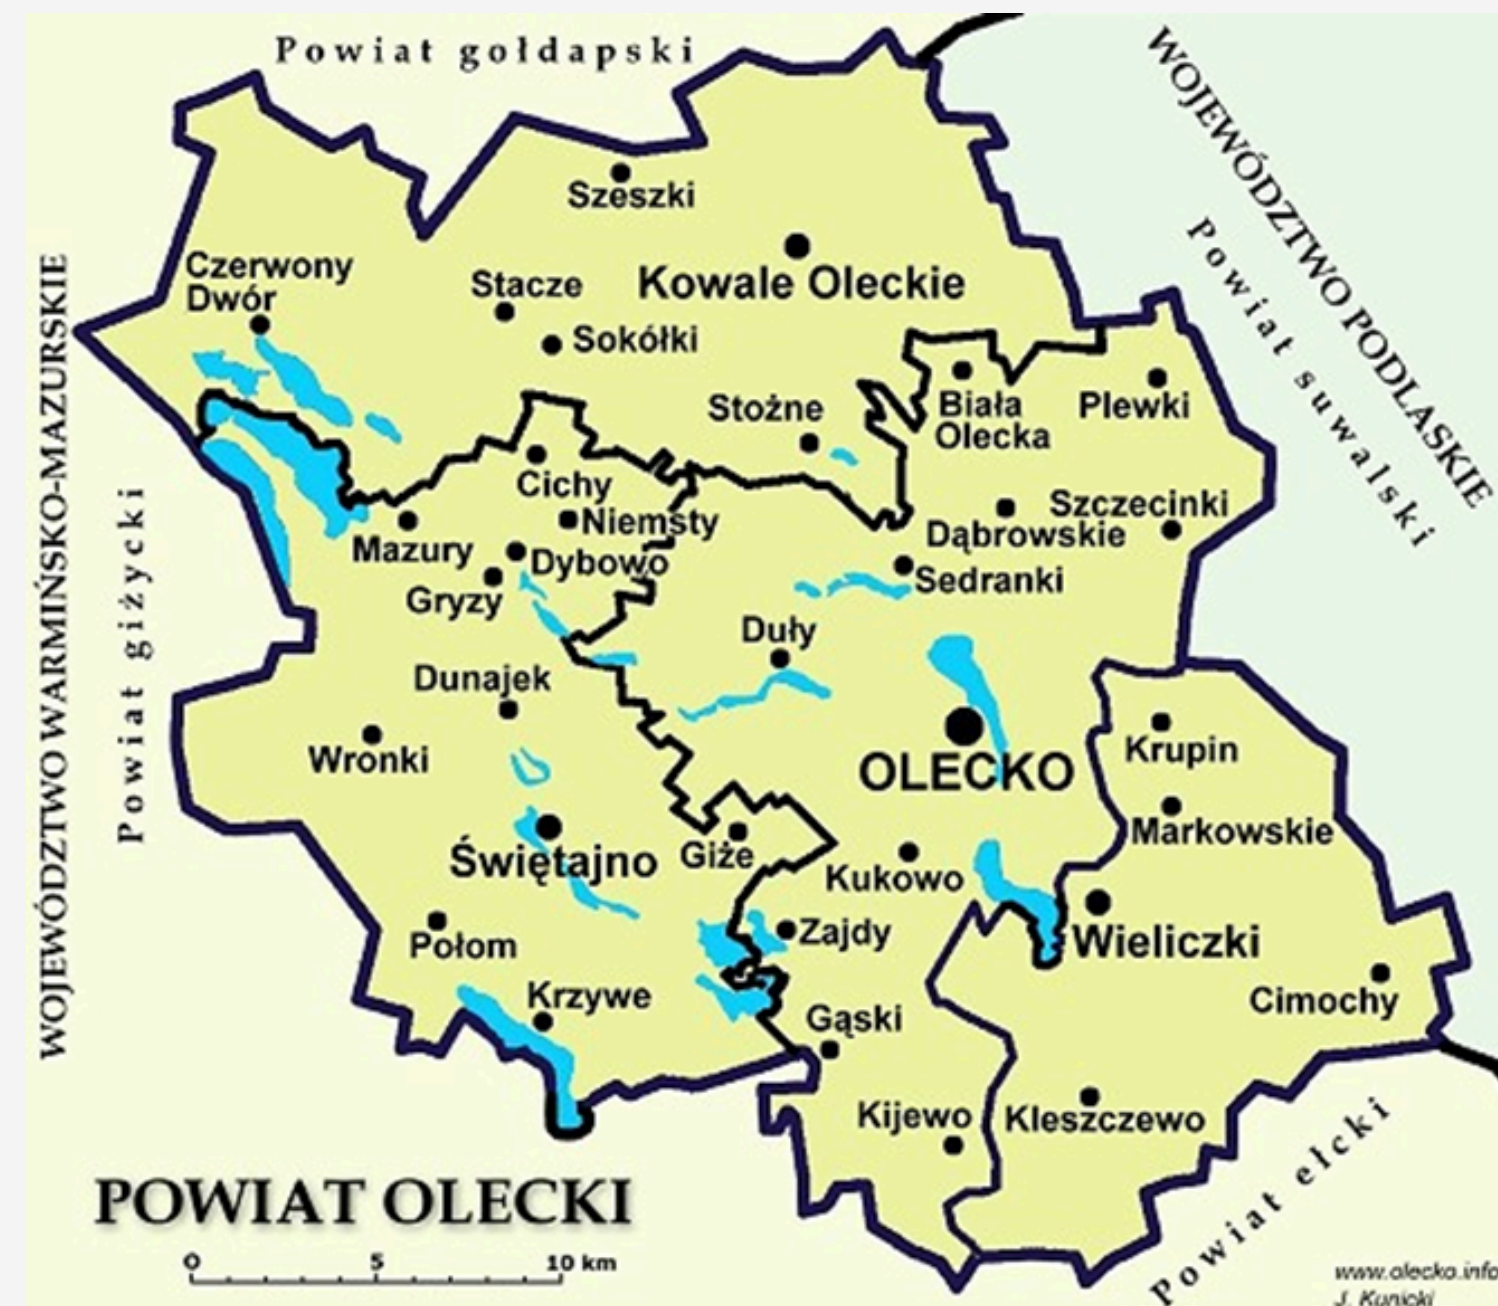 Powiat gołdapski
WOJEWÓDZTWO PODLASKIE
Powiat suwalski
WOJEWÓDZTWO WARMIŃSKO-MAZURSKIE
Powiat giżycki
Szeszki
Kowale Oleckie
Czerwony
Dwór
Stacze
Sokółki
Stożne
Biała
Olecka
Plewki
Cichy
Niemsty
Szczecinki
Dąbrowskie
Mazury
Dybowo
Gryzy
Sedranki
Duły
Dunajek
Wronki
OLECKO
Krupin
Markowskie
Świętajno
Giże
Kukowo
Połom
Zajdy
Wieliczki
Krzywe
Gąski
Cimochy
Kijewo
Kleszczewo
Powiat ełcki
POWIAT OLECKI
0 5 10 km
www.olecko.info
J. Kunicki